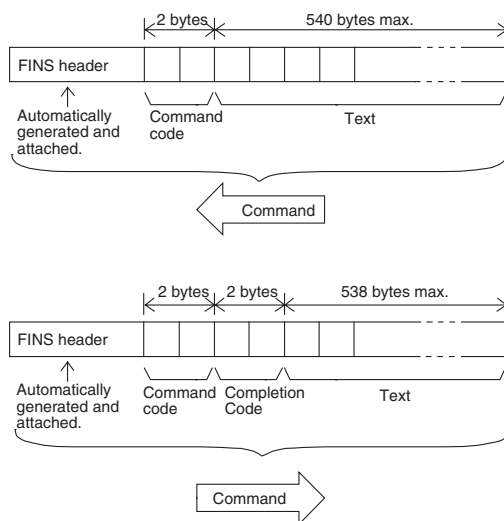 2 bytes 540 bytes max.
FINS header
Automatically
generated and
attached.
Command
code
Text
Command
2 bytes 2 bytes 538 bytes max.
FINS header
Automatically
generated and
attached.
Command
code
Completion
Code
Text
Command